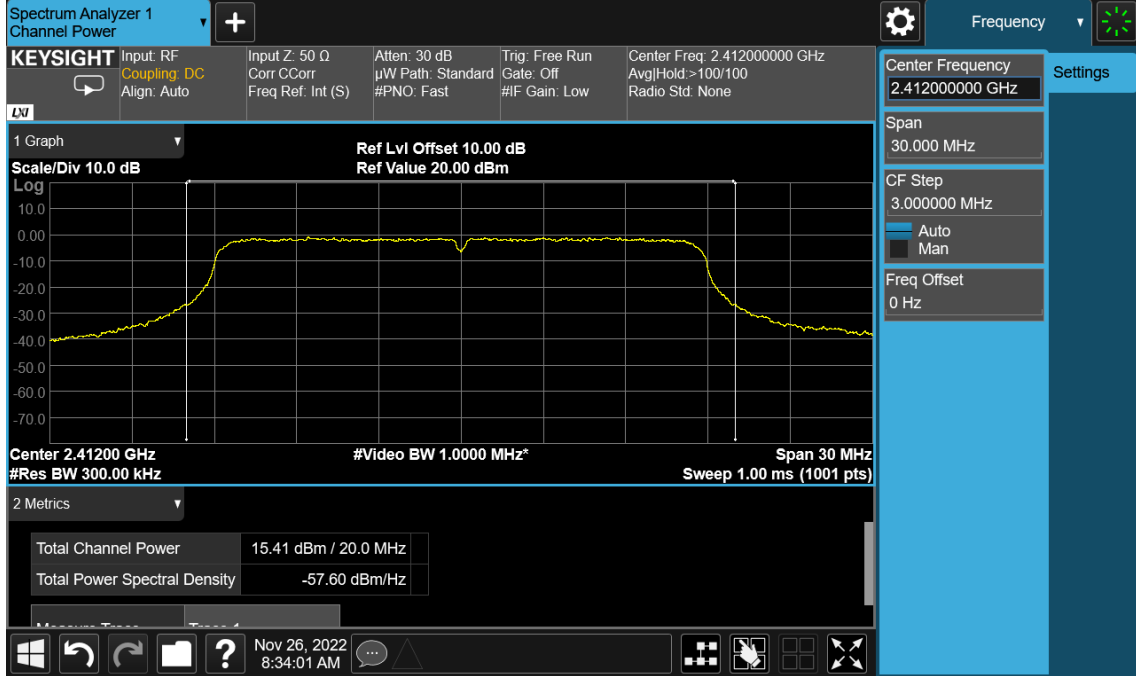 Spectrum Analyzer 1
Channel Power
+
Frequency
KEYSIGHT
LXI
Input: RF
Coupling: DC
Align: Auto
Input Z: 50 Ω
Corr CCorr
Freq Ref: Int (S)
Atten: 30 dB
µW Path: Standard
#PNO: Fast
Trig: Free Run
Gate: Off
#IF Gain: Low
Center Freq: 2.412000000 GHz
Avg|Hold:>100/100
Radio Std: None
Center Frequency
2.412000000 GHz
Settings
Span
30.000 MHz
CF Step
3.000000 MHz
Auto
Man
Freq Offset
0 Hz
1 Graph
Scale/Div 10.0 dB
Ref Lvl Offset 10.00 dB
Ref Value 20.00 dBm
Log
10.0
0.00
-10.0
-20.0
-30.0
-40.0
-50.0
-60.0
-70.0
Center 2.41200 GHz
#Video BW 1.0000 MHz*
Span 30 MHz
#Res BW 300.00 kHz
Sweep 1.00 ms (1001 pts)
2 Metrics
Total Channel Power 15.41 dBm / 20.0 MHz
Total Power Spectral Density -57.60 dBm/Hz
Measure Trace Trace 1
?
Nov 26, 2022
8:34:01 AM